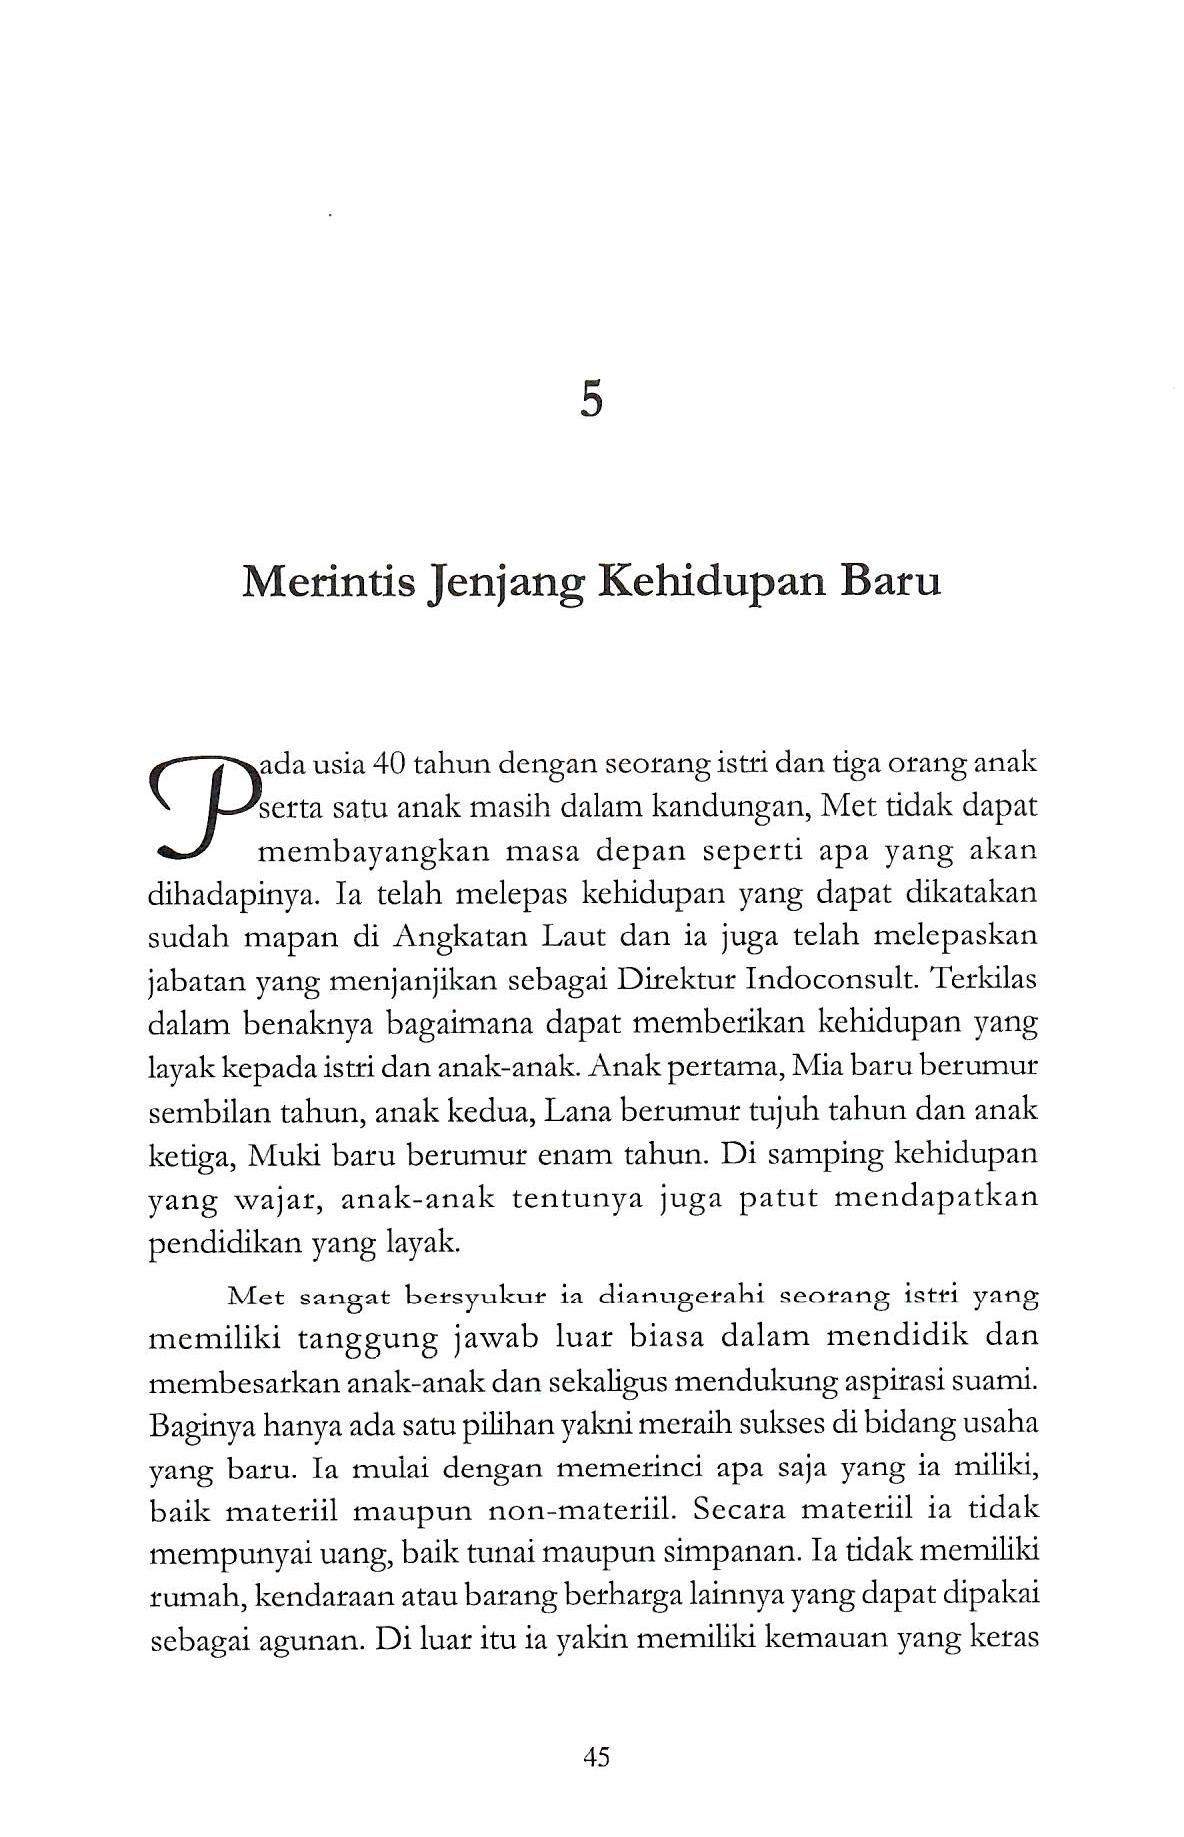 5
Merintis Jenjang Kehidupan Baru
Pada usia 40 tahun dengan seorang istri dan tiga orang anak
serta satu anak masih dalam kandungan, Met tidak dapat
membayangkan masa depan seperti apa yang akan
dihadapinya. Ia telah melepas kehidupan yang dapat dikatakan
sudah mapan di Angkatan Laut dan ia juga telah melepaskan
jabatan yang menjanjikan sebagai Direktur Indoconsult. Terkilas
dalam benaknya bagaimana dapat memberikan kehidupan yang
layak kepada istri dan anak-anak. Anak pertama, Mia baru berumur
sembilan tahun, anak kedua, Lana berumur tujuh tahun dan anak
ketiga, Muki baru berumur enam tahun. Di samping kehidupan
yang wajar, anak-anak tentunya juga patut mendapatkan
pendidikan yang layak.
Met sangat bersyukur ia dianugerahi seorang istri yang
memiliki tanggung jawab luar biasa dalam mendidik dan
membesarkan anak-anak dan sekaligus mendukung aspirasi suami.
Baginya hanya ada satu pilihan yakni meraih sukses di bidang usaha
yang baru. Ia mulai dengan memerinci apa saja yang ia miliki,
baik materiil maupun non-materiil. Secara materiil ia tidak
mempunyai uang, baik tunai maupun simpanan. Ia tidak memiliki
rumah, kendaraan atau barang berharga lainnya yang dapat dipakai
sebagai agunan. Di luar itu ia yakin memiliki kemauan yang keras
45